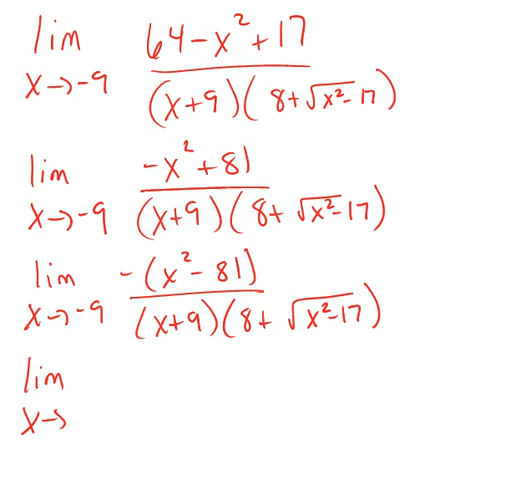 lim 64-x²+17
x→-9 (x+9)(8+√x²-17)
lim -x²+81
x→-9 (x+9)(8+√x²-17)
lim -(x²-81)
x→-9 (x+9)(8+√x²-17)
lim
x→